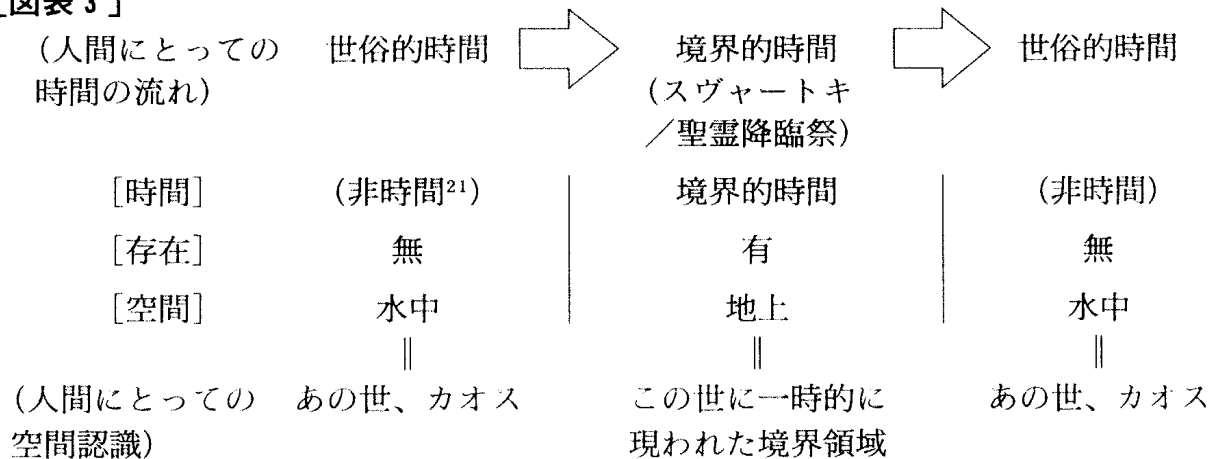 [図表3]
(人間にとっての 世俗的時間 境界的時間 世俗的時間
時間の流れ) (スヴャートキ
／聖霊降臨祭)
[時間] (非時間21) 境界的時間 (非時間)
[存在] 無 有 無
[空間] 水中 地上 水中
‖ ‖ ‖
(人間にとっての あの世、カオス この世に一時的に あの世、カオス
空間認識) 現われた境界領域